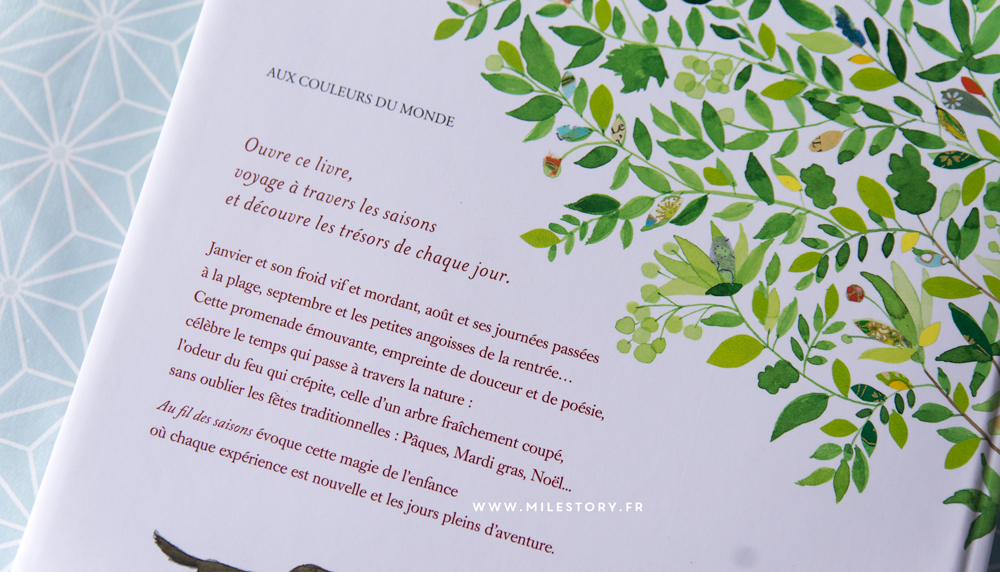 AUX COULEURS DU MONDE
Ouvre ce livre,
voyage à travers les saisons
et découvre les trésors de chaque jour.
Janvier et son froid vif et mordant, août et ses journées passées
à la plage, septembre et les petites angoisses de la rentrée…
Cette promenade émouvante, empreinte de douceur et de poésie,
célèbre le temps qui passe à travers la nature :
l’odeur du feu qui crépite, celle d’un arbre fraîchement coupé,
sans oublier les fêtes traditionnelles : Pâques, Mardi gras, Noël...
Au fil des saisons évoque cette magie de l’enfance
où chaque expérience est nouvelle et les jours pleins d’aventure.
WWW.MILESTORY.FR